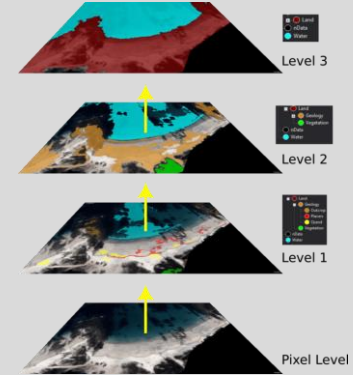 Land
nData
Water
Level 3
Land
Geology
Vegetation
nData
Water
Level 2
Land
Geology
Vegetation
nData
Water
Level 1
Pixel Level